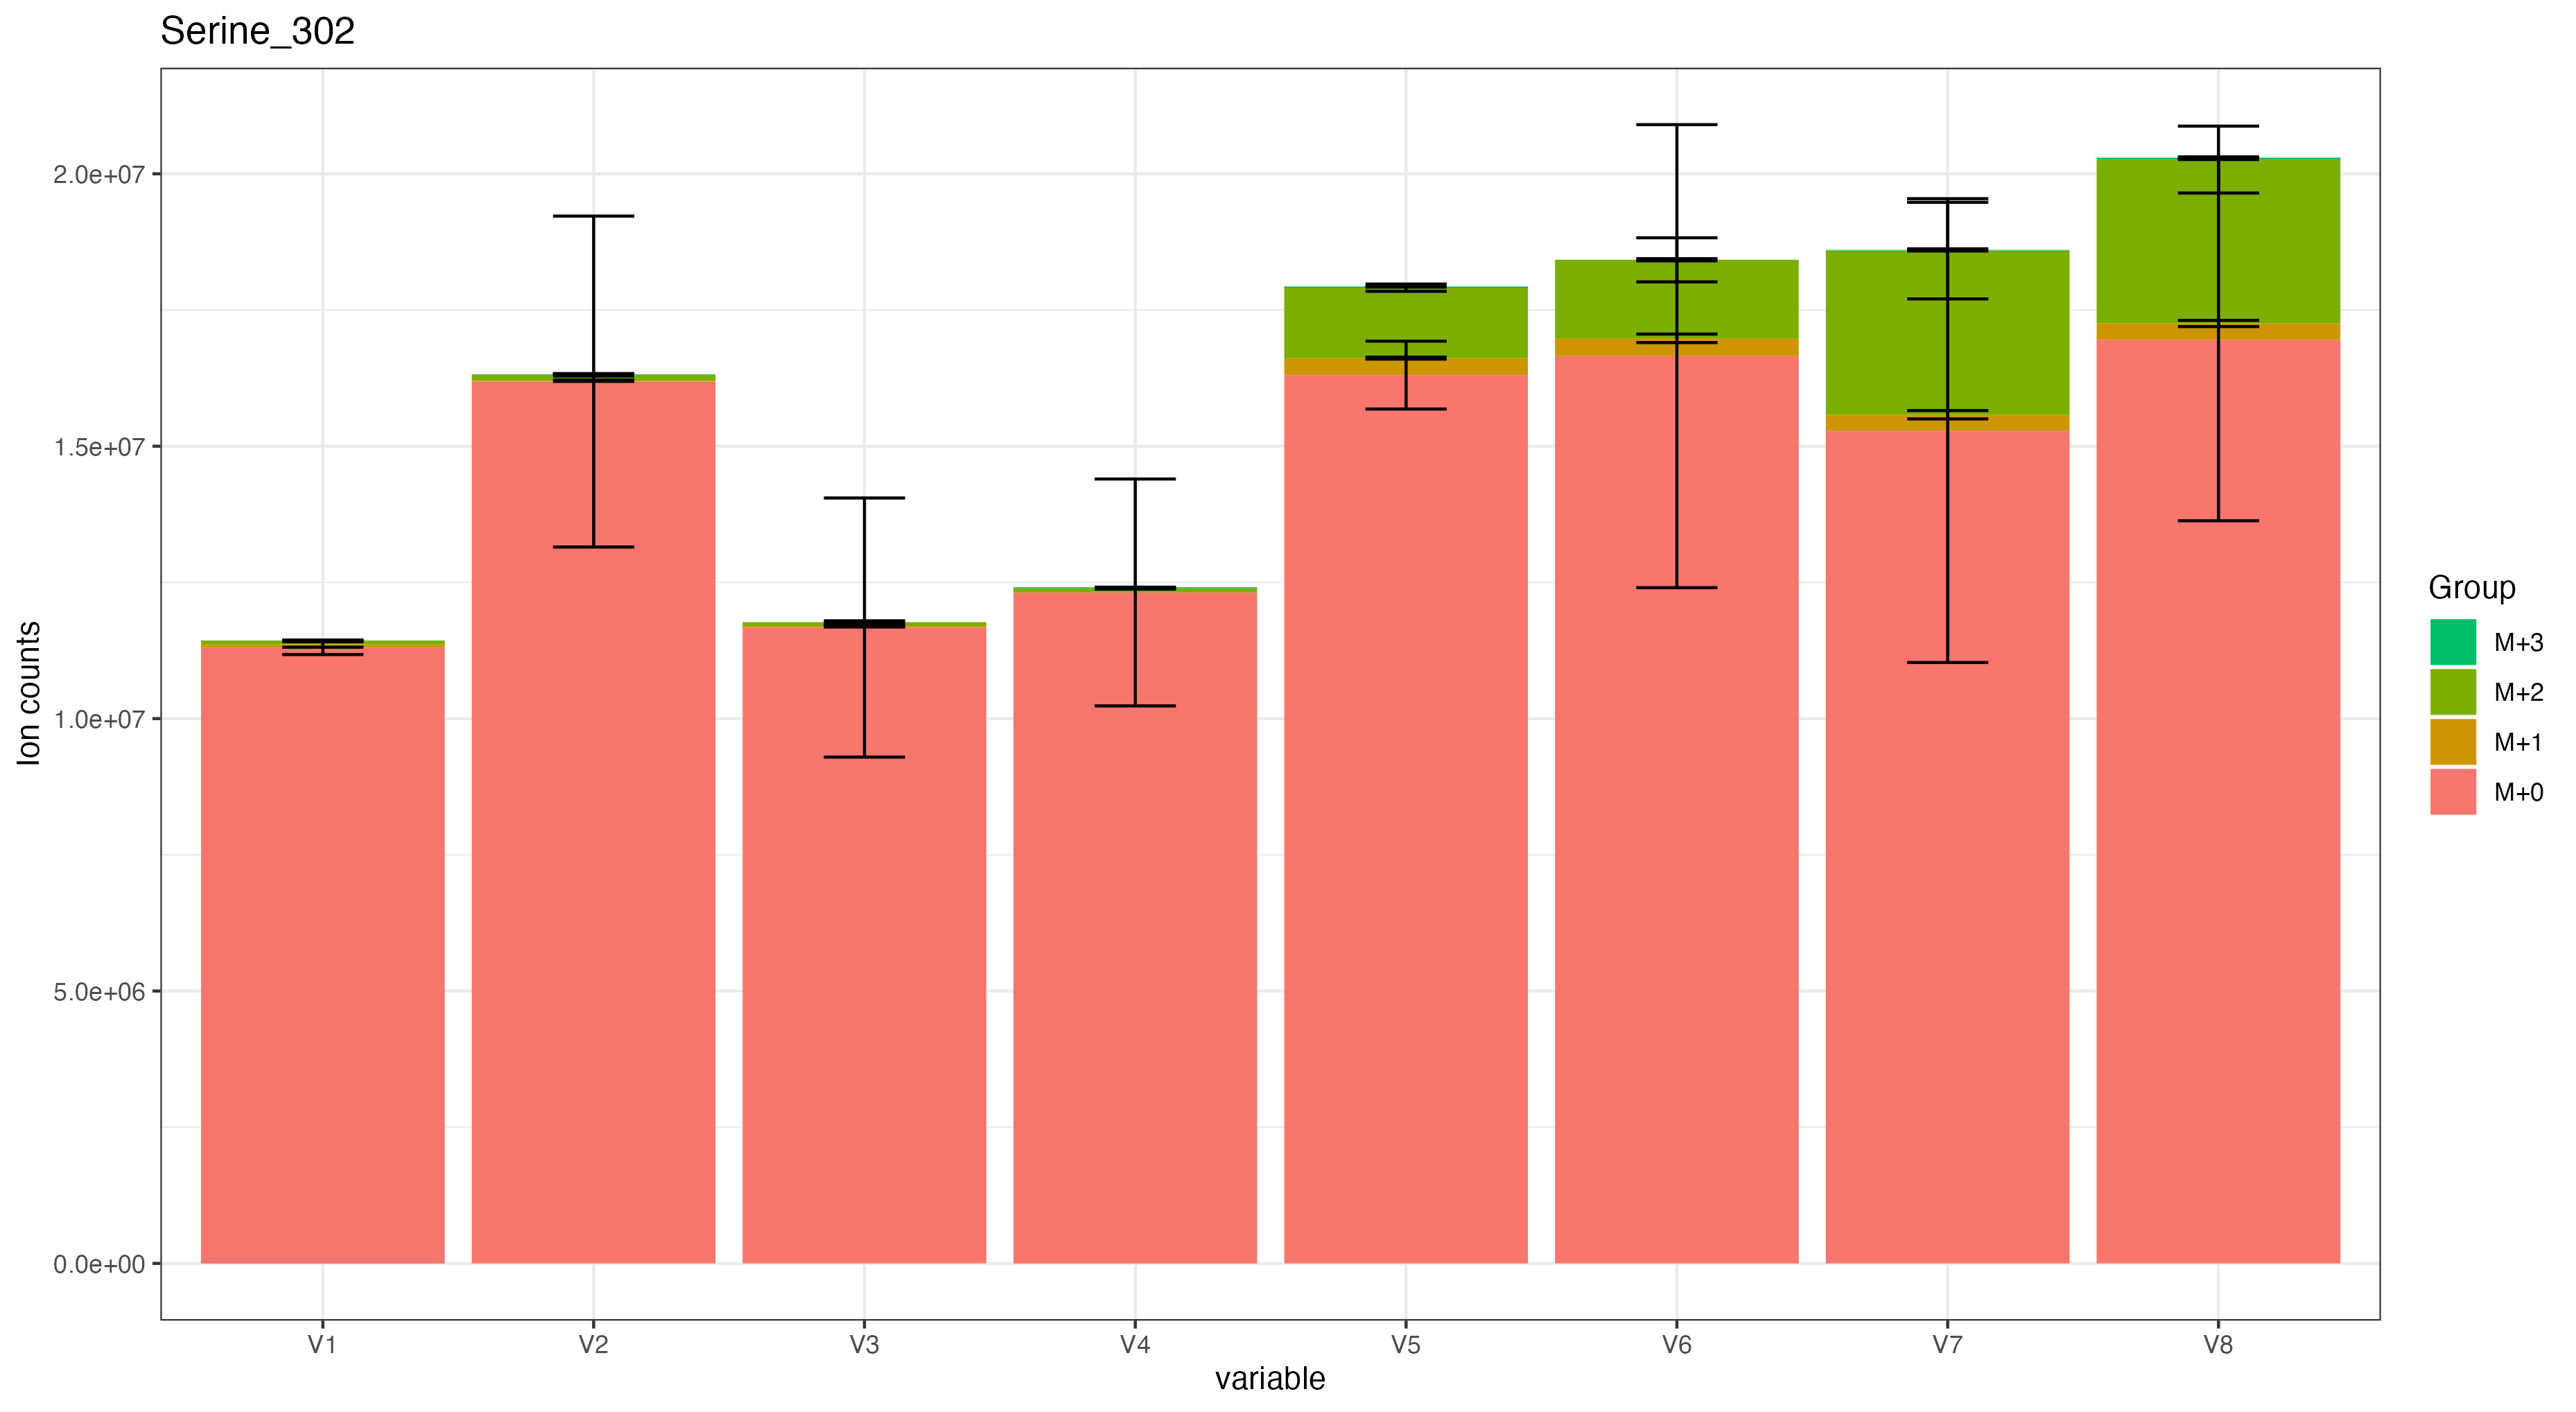 Serine_302
Ion counts
2.0e+07
1.5e+07
1.0e+07
5.0e+06
0.0e+00
V1 V2 V3 V4 V5 V6 V7 V8
variable
Group
M+3
M+2
M+1
M+0